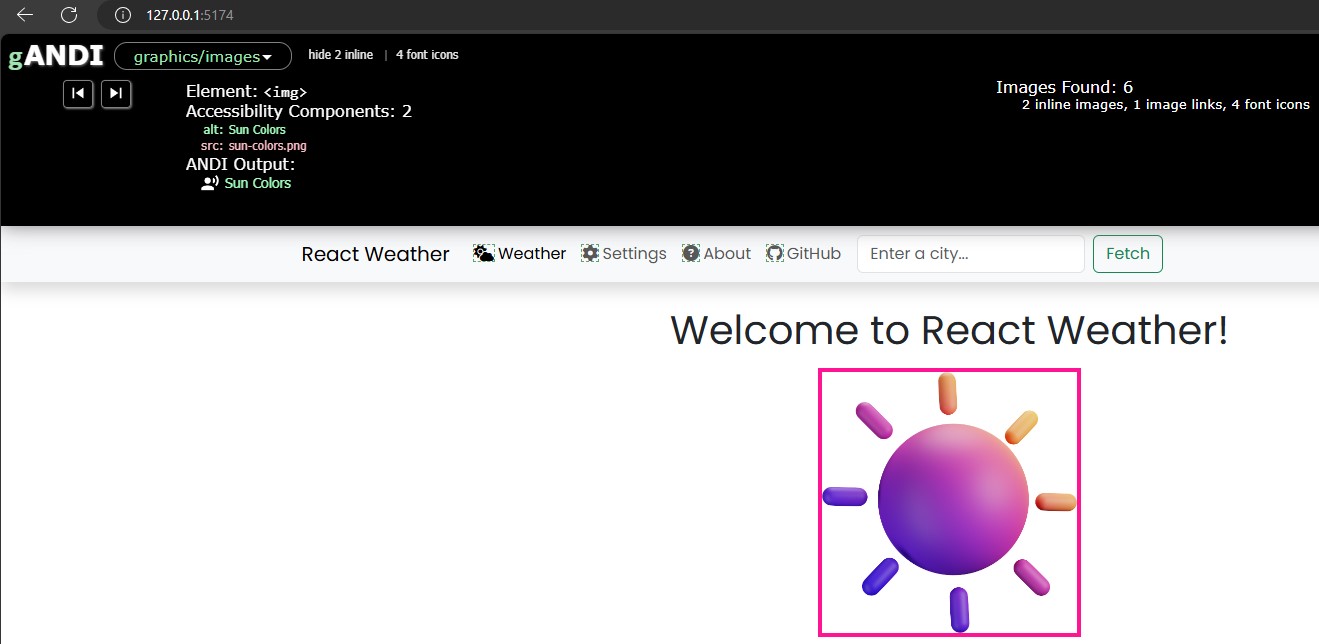 127.0.0.1:5174
gANDI graphics/images hide 2 inline | 4 font icons
Element: <img>
Accessibility Components: 2
alt: Sun Colors
src: sun-colors.png
ANDI Output:
Sun Colors
Images Found: 6
2 inline images, 1 image links, 4 font icons
React Weather Weather Settings About GitHub Enter a city... Fetch
Welcome to React Weather!